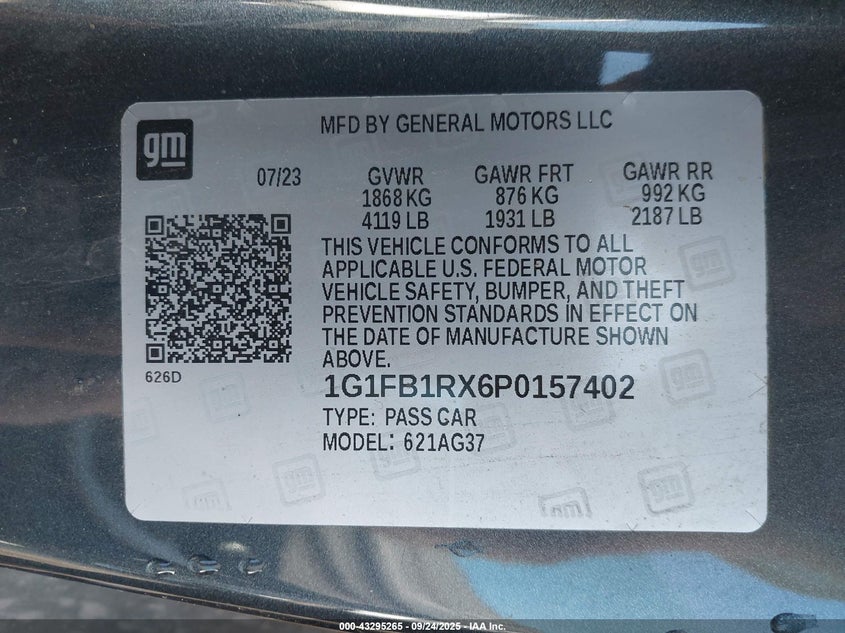 gm
MFD BY GENERAL MOTORS LLC
07/23 GVWR GAWR FRT GAWR RR
1868 KG 876 KG 992 KG
4119 LB 1931 LB 2187 LB
THIS VEHICLE CONFORMS TO ALL
APPLICABLE U.S. FEDERAL MOTOR
VEHICLE SAFETY, BUMPER, AND THEFT
PREVENTION STANDARDS IN EFFECT ON
THE DATE OF MANUFACTURE SHOWN
ABOVE.
626D
1G1FB1RX6P0157402
TYPE: PASS CAR
MODEL: 621AG37
000-43295265 - 09/24/2025 - IAA Inc.